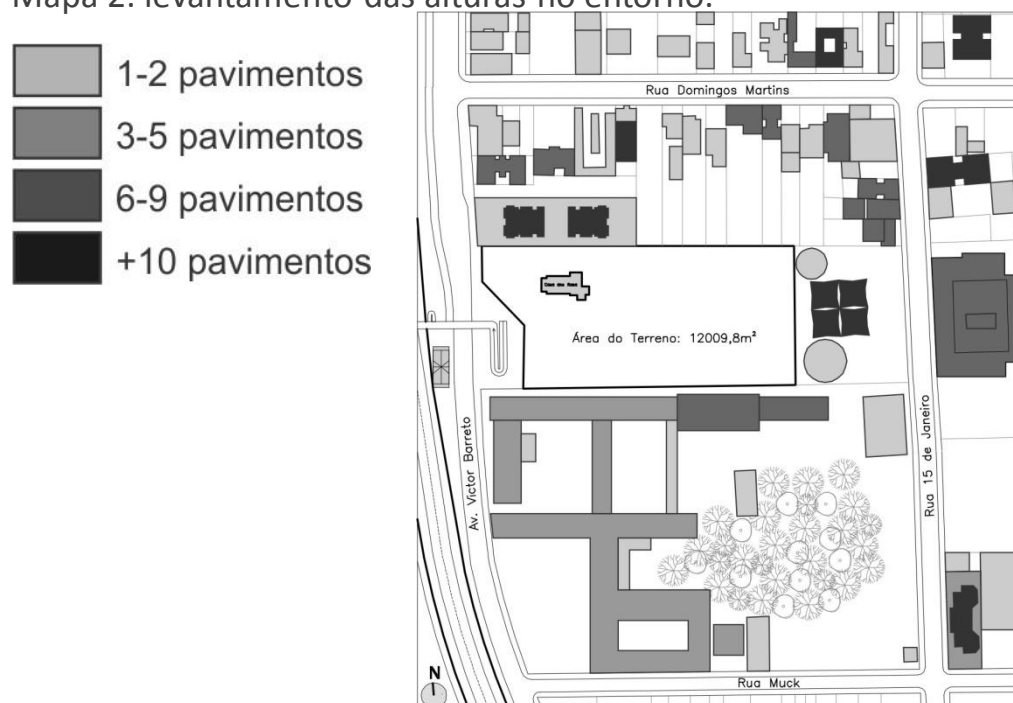 Mapa 2: levantamento das alturas no entorno.
1-2 pavimentos
3-5 pavimentos
6-9 pavimentos
+10 pavimentos
Rua Domingos Martins
Área do Terreno: 12009,8m²
Av. Victor Barreto
Rua 15 de Janeiro
Rua Muck
N